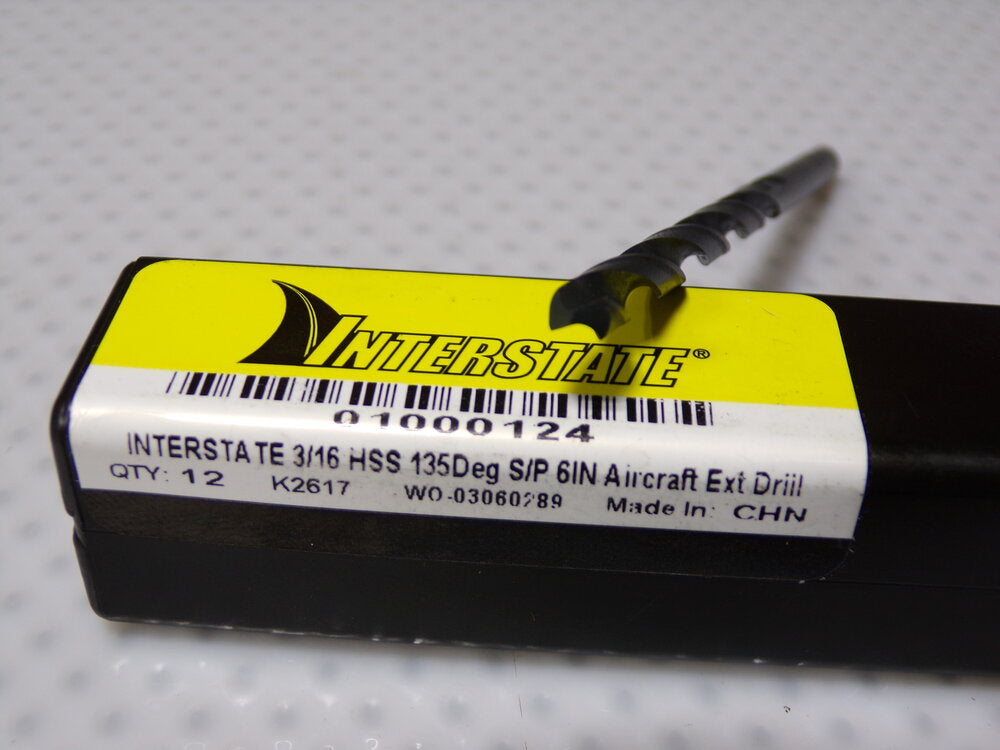 INTERSTATE®
01000124
INTERSTATE 3/16 HSS 135Deg S/P 6IN Aircraft Ext Drill
QTY: 12 K2617 WO-03060289 Made In: CHN